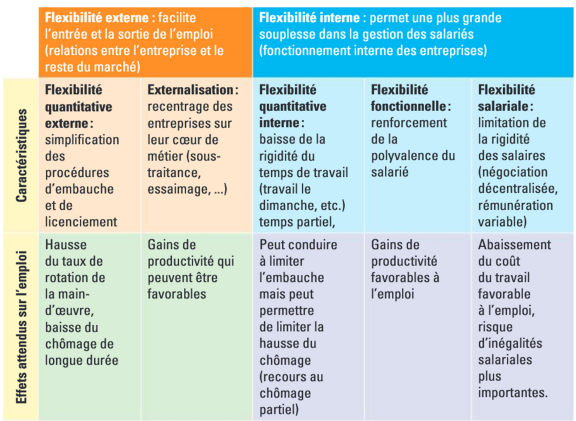 Flexibilité externe : facilite
l'entrée et la sortie de l'emploi
(relations entre l'entreprise et le
reste du marché)
Flexibilité interne : permet une plus grande
souplesse dans la gestion des salariés
(fonctionnement interne des entreprises)
Caractéristiques
Flexibilité
quantitative
externe :
simplification
des
procédures
d'embauche
et de
licenciement
Externalisation :
recentrage des
entreprises sur
leur cœur de
métier (sous-
traitance,
essaimage, ...)
Flexibilité
quantitative
interne :
baisse de la
rigidité du
temps de travail
(travail le
dimanche, etc.)
temps partiel,
Flexibilité
fonctionnelle :
renforcement
de la
polyvalence du
salarié
Flexibilité
salariale :
limitation de
la rigidité
des salaires
(négociation
décentralisée,
rémunération
variable)
Effets attendus sur l'emploi
Hausse
du taux de
rotation de
la main-
d'œuvre,
baisse du
chômage de
longue durée
Gains de
productivité qui
peuvent être
favorables
Peut conduire
à limiter
l'embauche
mais peut
permettre
de limiter la
hausse du
chômage
(recours au
chômage
partiel)
Gains de
productivité
favorables à
l'emploi
Abaissement
du coût
du travail
favorable
à l'emploi,
risque
d'inégalités
salariales
plus
importantes.